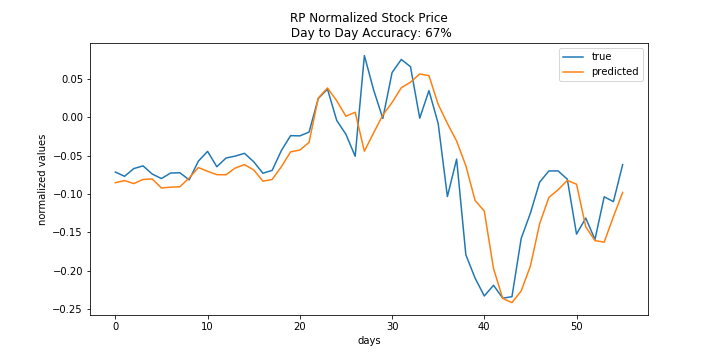 RP Normalized Stock Price
Day to Day Accuracy: 67%
true
predicted
normalized values
0.05
0.00
−0.05
−0.10
−0.15
−0.20
−0.25
0 10 20 30 40 50
days